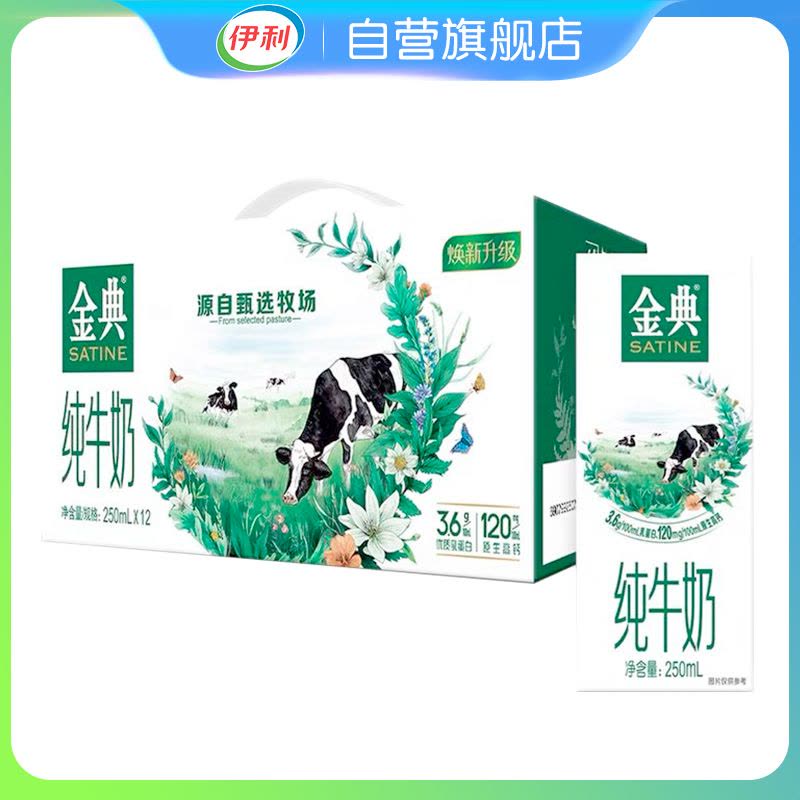 伊利 自营旗舰店
焕新升级
金典®
SATINE
源自甄选牧场
From selected pasture
纯牛奶
净含量/规格: 250mL X 12
3.6g/100mL
优质乳蛋白
120mg/100mL
原生高钙
金典®
SATINE
3.6g/100mL乳蛋白.120mg/100mL原生高钙
纯牛奶
净含量: 250mL
图片仅供参考